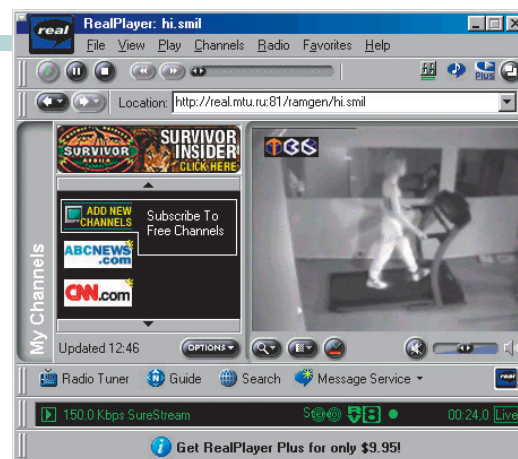 real
RealPlayer: hi.smil
File View Play Channels Radio Favorites Help
PLUS
Location: http://real.mtu.ru:81/ramgen/hi.smil
My Channels
SURVIVOR
AFRICA
SURVIVOR
INSIDER
CLICK HERE
ADD NEW
CHANNELS
Subscribe To
Free Channels
ABCNEWS
.com
CNN.com
Updated 12:46
OPTIONS
ТВ6
Radio Tuner Guide Search Message Service
real
150,0 Kbps SureStream
00:24,0 Live
Get RealPlayer Plus for only $9.95!